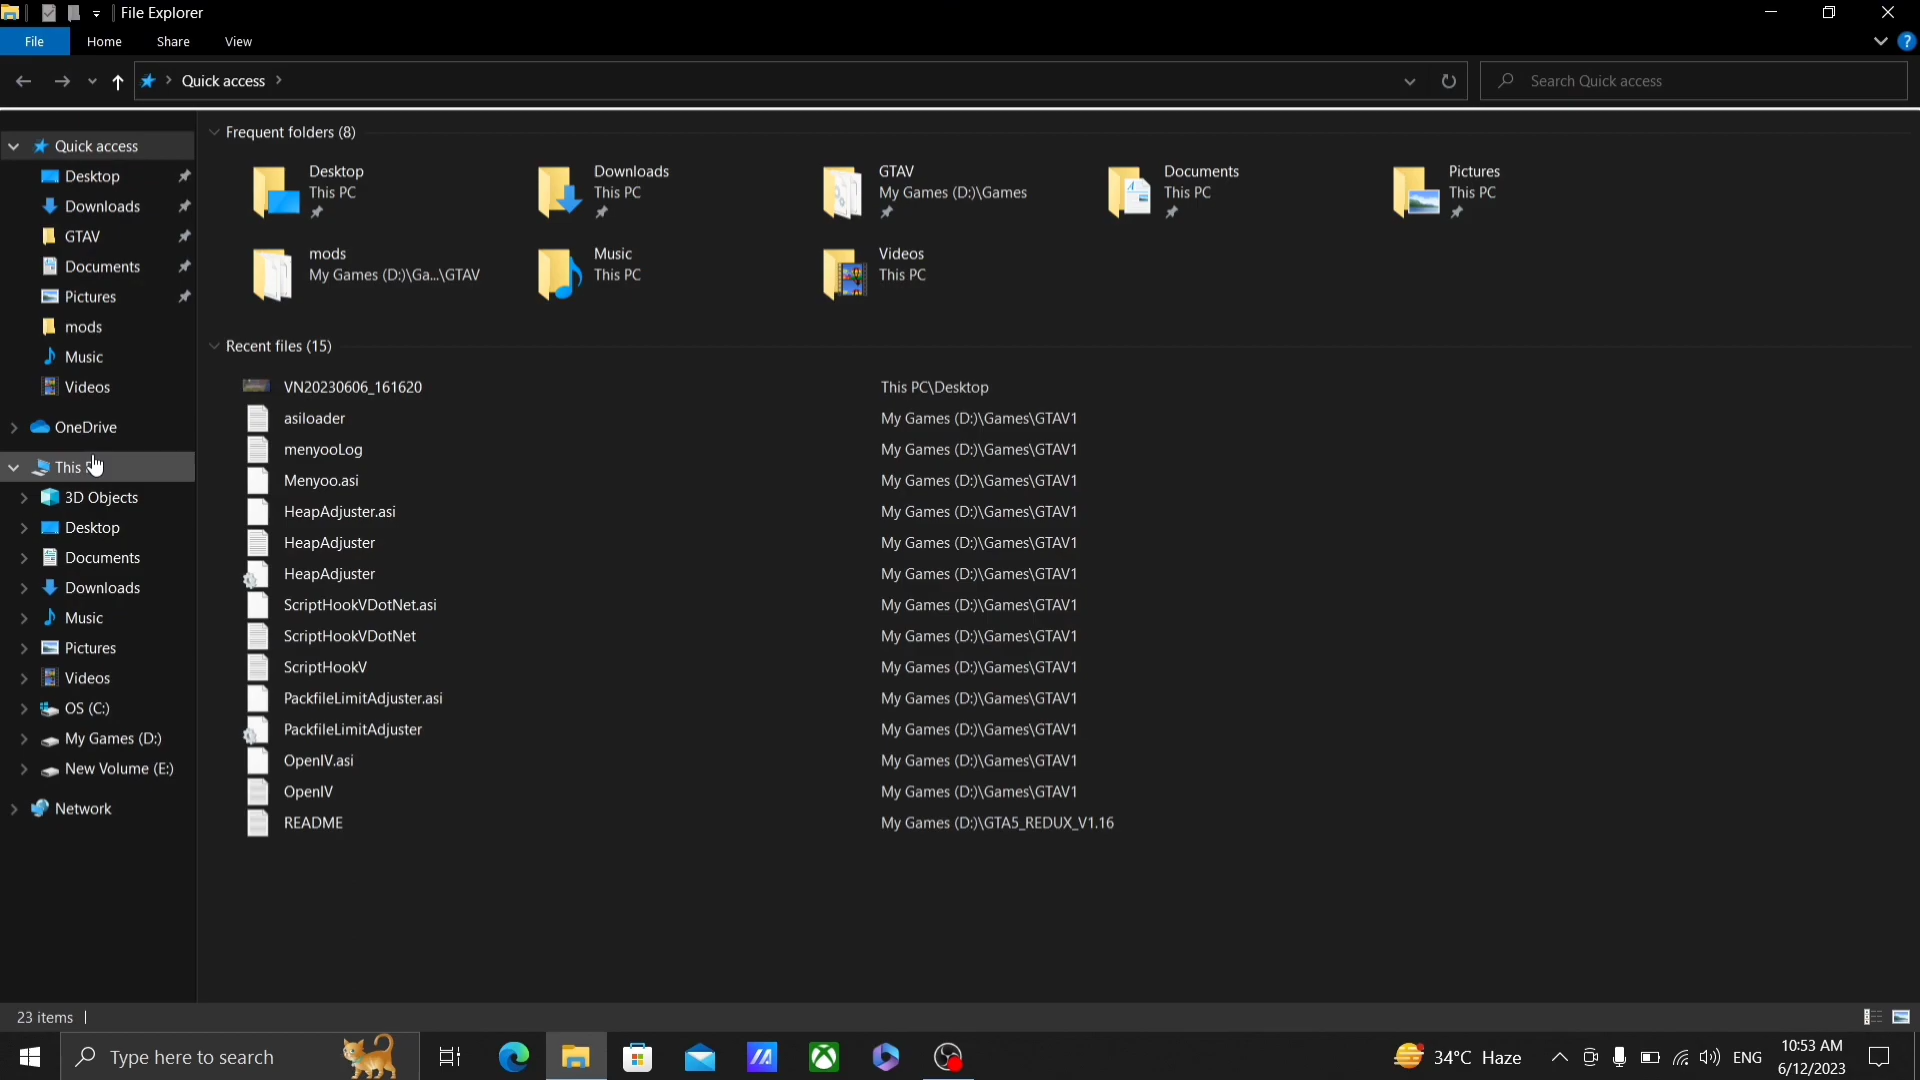 File Explorer
File Home Share View
Quick access
Search Quick access
Quick access
Desktop
Downloads
GTAV
Documents
Pictures
mods
Music
Videos
OneDrive
This
3D Objects
Desktop
Documents
Downloads
Music
Pictures
Videos
OS (C:)
My Games (D:)
New Volume (E:)
Network
Frequent folders (8)
Desktop
This PC
Downloads
This PC
GTAV
My Games (D:)\Games
Documents
This PC
Pictures
This PC
mods
My Games (D:)\Ga...\GTAV
Music
This PC
Videos
This PC
Recent files (15)
VN20230606_161620 This PC\Desktop
asiloader My Games (D:)\Games\GTAV1
menyooLog My Games (D:)\Games\GTAV1
Menyoo.asi My Games (D:)\Games\GTAV1
HeapAdjuster.asi My Games (D:)\Games\GTAV1
HeapAdjuster My Games (D:)\Games\GTAV1
HeapAdjuster My Games (D:)\Games\GTAV1
ScriptHookVDotNet.asi My Games (D:)\Games\GTAV1
ScriptHookVDotNet My Games (D:)\Games\GTAV1
ScriptHookV My Games (D:)\Games\GTAV1
PackfileLimitAdjuster.asi My Games (D:)\Games\GTAV1
PackfileLimitAdjuster My Games (D:)\Games\GTAV1
OpenIV.asi My Games (D:)\Games\GTAV1
OpenIV My Games (D:)\Games\GTAV1
README My Games (D:)\GTA5_REDUX_V1.16
23 items
Type here to search
34°C Haze
ENG
10:53 AM
6/12/2023